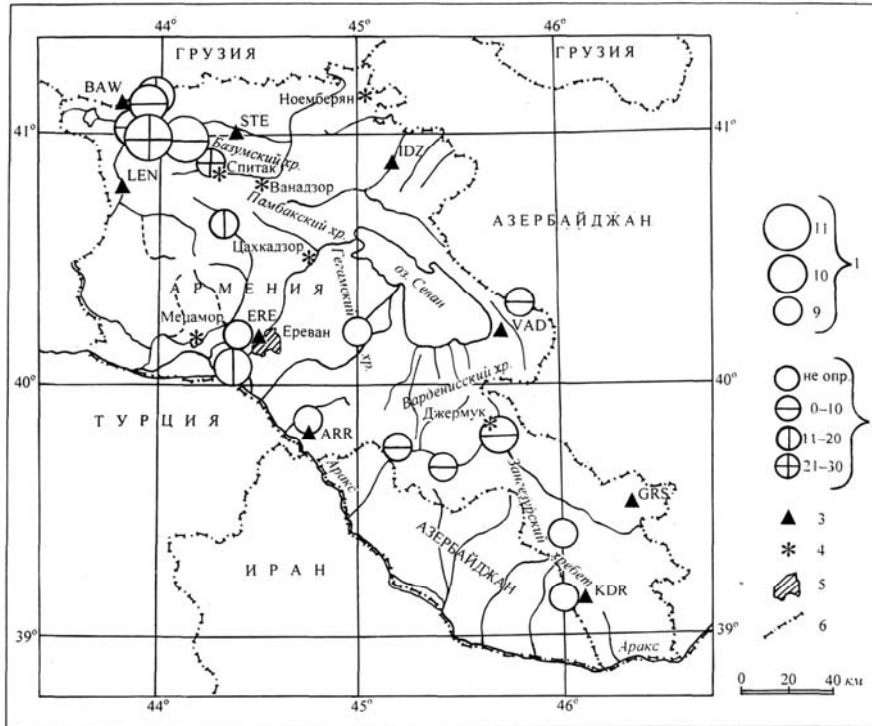 44°
45°
46°
ГРУЗИЯ
ГРУЗИЯ
BAW
Ноемберян
STE
41°
41°
Базумский хр.
IDZ
LEN
Спитак
Ванадзор
Памбакский хр.
АЗЕРБАЙДЖАН
Цахкадзор
оз. Севан
Гегамский хр.
АРМЕНИЯ
Мецамор
ERE
Ереван
VAD
40°
40°
Варденисский хр.
ТУРЦИЯ
Джермук
ARR
Аракс
Зангезурский хребет
GRS
АЗЕРБАЙДЖАН
ИРАН
KDR
39°
39°
Аракс
44°
45°
46°
11
10
9
1
не опр.
0–10
11–20
21–30
3
4
5
6
0 20 40 км